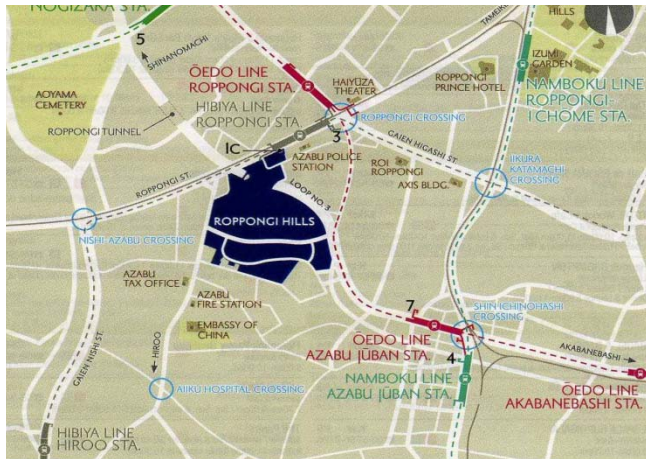 NOGIZAKA STA.
5
SHINANOMACHI
AOYAMA
CEMETERY
ROPPONGI TUNNEL
ŌEDO LINE
ROPPONGI STA.
HIBIYA LINE
ROPPONGI STA.
HAIYŪZA
THEATER
TAMEIKE
HILLS
IZUMI
GARDEN
ROPPONGI
PRINCE HOTEL
NAMBOKU LINE
ROPPONGI-
1 CHOME STA.
ROPPONGI CROSSING
3
1C
AZABU POLICE
STATION
GAIEN HIGASHI ST.
ROI
ROPPONGI
AXIS BLDG.
IIKURA
KATAMACHI
CROSSING
ROPPONGI ST.
LOOP NO.3
ROPPONGI HILLS
NISHI-AZABU CROSSING
AZABU
TAX OFFICE
AZABU
FIRE STATION
EMBASSY OF
CHINA
7
SHIN ICHINOHASHI
CROSSING
ŌEDO LINE
AZABU JŪBAN STA.
4
NAMBOKU LINE
AZABU JŪBAN STA.
AKABANEBASHI
ŌEDO LINE
AKABANEBASHI STA.
GAIEN NISHI ST.
HIROO
AIIKU HOSPITAL CROSSING
HIBIYA LINE
HIROO STA.